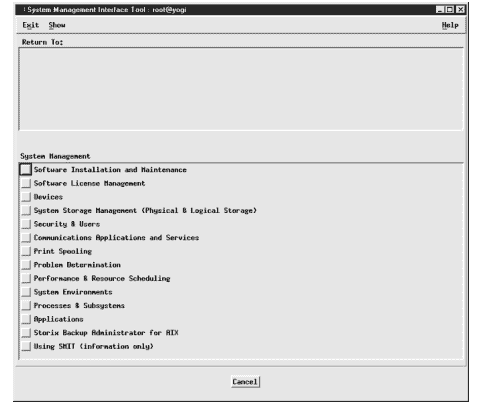 System Management Interface Tool : root@yogi
Exit Show Help
Return To:
System Management
Software Installation and Maintenance
Software License Management
Devices
System Storage Management (Physical & Logical Storage)
Security & Users
Communications Applications and Services
Print Spooling
Problem Determination
Performance & Resource Scheduling
System Environments
Processes & Subsystems
Applications
Storix Backup Administrator for AIX
Using SMIT (information only)
Cancel